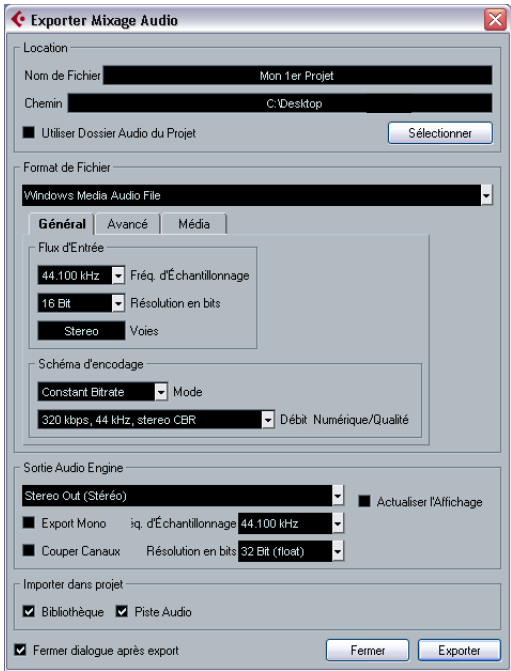 Exporter Mixage Audio
Location
Nom de Fichier Mon 1er Projet
Chemin C:\Desktop
Utiliser Dossier Audio du Projet Sélectionner
Format de Fichier
Windows Media Audio File
Général Avancé Média
Flux d'Entrée
44.100 kHz Fréq. d'Échantillonnage
16 Bit Résolution en bits
Stereo Voies
Schéma d'encodage
Constant Bitrate Mode
320 kbps, 44 kHz, stereo CBR Débit Numérique/Qualité
Sortie Audio Engine
Stereo Out (Stéréo) Actualiser l'Affichage
Export Mono iq. d'Échantillonnage 44.100 kHz
Couper Canaux Résolution en bits 32 Bit (float)
Importer dans projet
Bibliothèque Piste Audio
Fermer dialogue après export Fermer Exporter